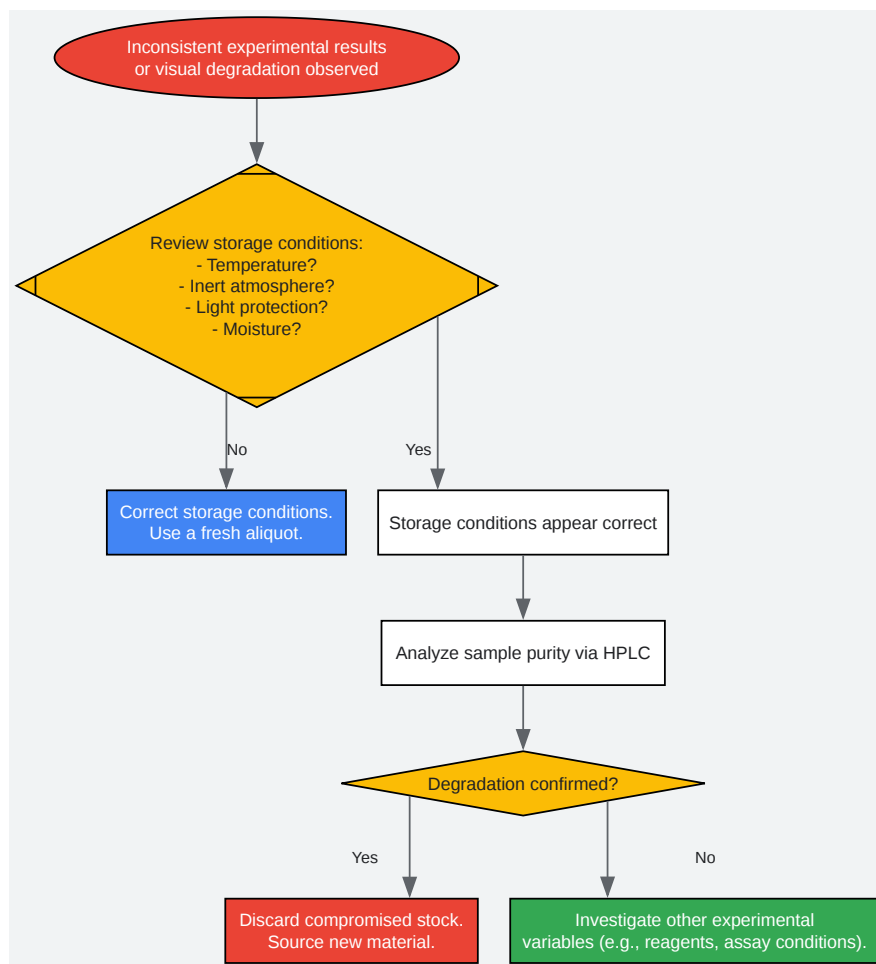 Inconsistent experimental results
or visual degradation observed
Review storage conditions:
- Temperature?
- Inert atmosphere?
- Light protection?
- Moisture?
No
Yes
Correct storage conditions.
Use a fresh aliquot.
Storage conditions appear correct
Analyze sample purity via HPLC
Degradation confirmed?
Yes
No
Discard compromised stock.
Source new material.
Investigate other experimental
variables (e.g., reagents, assay conditions).